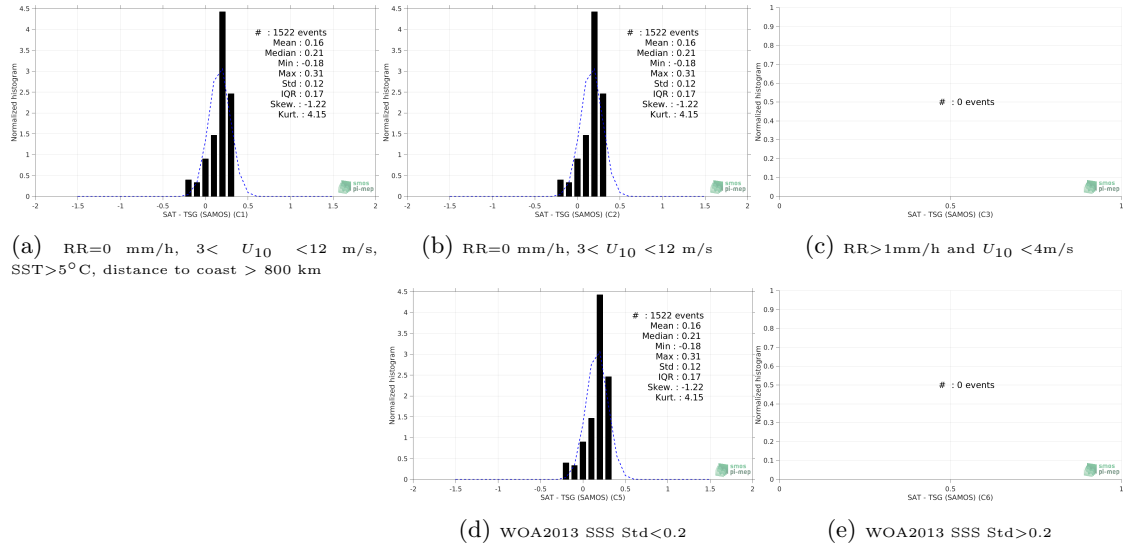 4.5
4
3.5
3
2.5
2
1.5
1
0.5
0
Normalized histogram
# : 1522 events
Mean : 0.16
Median : 0.21
Min : -0.18
Max : 0.31
Std : 0.12
IQR : 0.17
Skew. : -1.22
Kurt. : 4.15
smos
pi-mep
-2 -1.5 -1 -0.5 0 0.5 1 1.5 2
SAT - TSG (SAMOS) (C1)
(a) RR=0 mm/h, 3< U10 <12 m/s,
SST>5°C, distance to coast > 800 km
4.5
4
3.5
3
2.5
2
1.5
1
0.5
0
Normalized histogram
# : 1522 events
Mean : 0.16
Median : 0.21
Min : -0.18
Max : 0.31
Std : 0.12
IQR : 0.17
Skew. : -1.22
Kurt. : 4.15
smos
pi-mep
-2 -1.5 -1 -0.5 0 0.5 1 1.5 2
SAT - TSG (SAMOS) (C2)
(b) RR=0 mm/h, 3< U10 <12 m/s
1
0.9
0.8
0.7
0.6
0.5
0.4
0.3
0.2
0.1
0
Normalized histogram
# : 0 events
smos
pi-mep
0.5 1
SAT - TSG (SAMOS) (C3)
(c) RR>1mm/h and U10 <4m/s
4.5
4
3.5
3
2.5
2
1.5
1
0.5
0
Normalized histogram
# : 1522 events
Mean : 0.16
Median : 0.21
Min : -0.18
Max : 0.31
Std : 0.12
IQR : 0.17
Skew. : -1.22
Kurt. : 4.15
smos
pi-mep
-2 -1.5 -1 -0.5 0 0.5 1 1.5 2
SAT - TSG (SAMOS) (C5)
(d) WOA2013 SSS Std<0.2
1
0.9
0.8
0.7
0.6
0.5
0.4
0.3
0.2
0.1
0
Normalized histogram
# : 0 events
smos
pi-mep
0.5 1
SAT - TSG (SAMOS) (C6)
(e) WOA2013 SSS Std>0.2